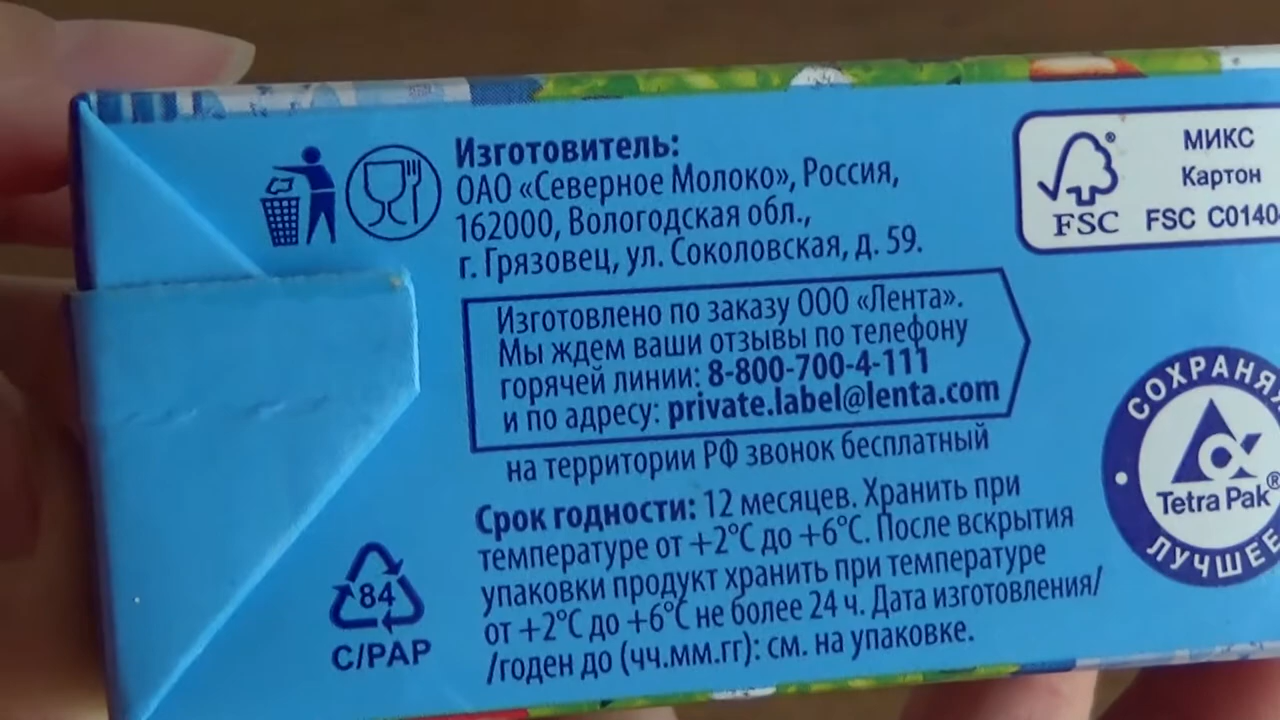 Изготовитель:
ОАО «Северное Молоко», Россия,
162000, Вологодская обл.,
г. Грязовец, ул. Соколовская, д. 59.
Изготовлено по заказу ООО «Лента».
Мы ждем ваши отзывы по телефону
горячей линии: 8-800-700-4-111
и по адресу: private.label@lenta.com
на территории РФ звонок бесплатный
Срок годности: 12 месяцев. Хранить при
температуре от +2°C до +6°C. После вскрытия
упаковки продукт хранить при температуре
от +2°C до +6°C не более 24 ч. Дата изготовления/
/годен до (чч.мм.гг): см. на упаковке.
84
C/PAP
FSC®
МИКС
Картон
FSC C0140
СОХРАНЯ
Tetra Pak®
ЛУЧШЕЕ